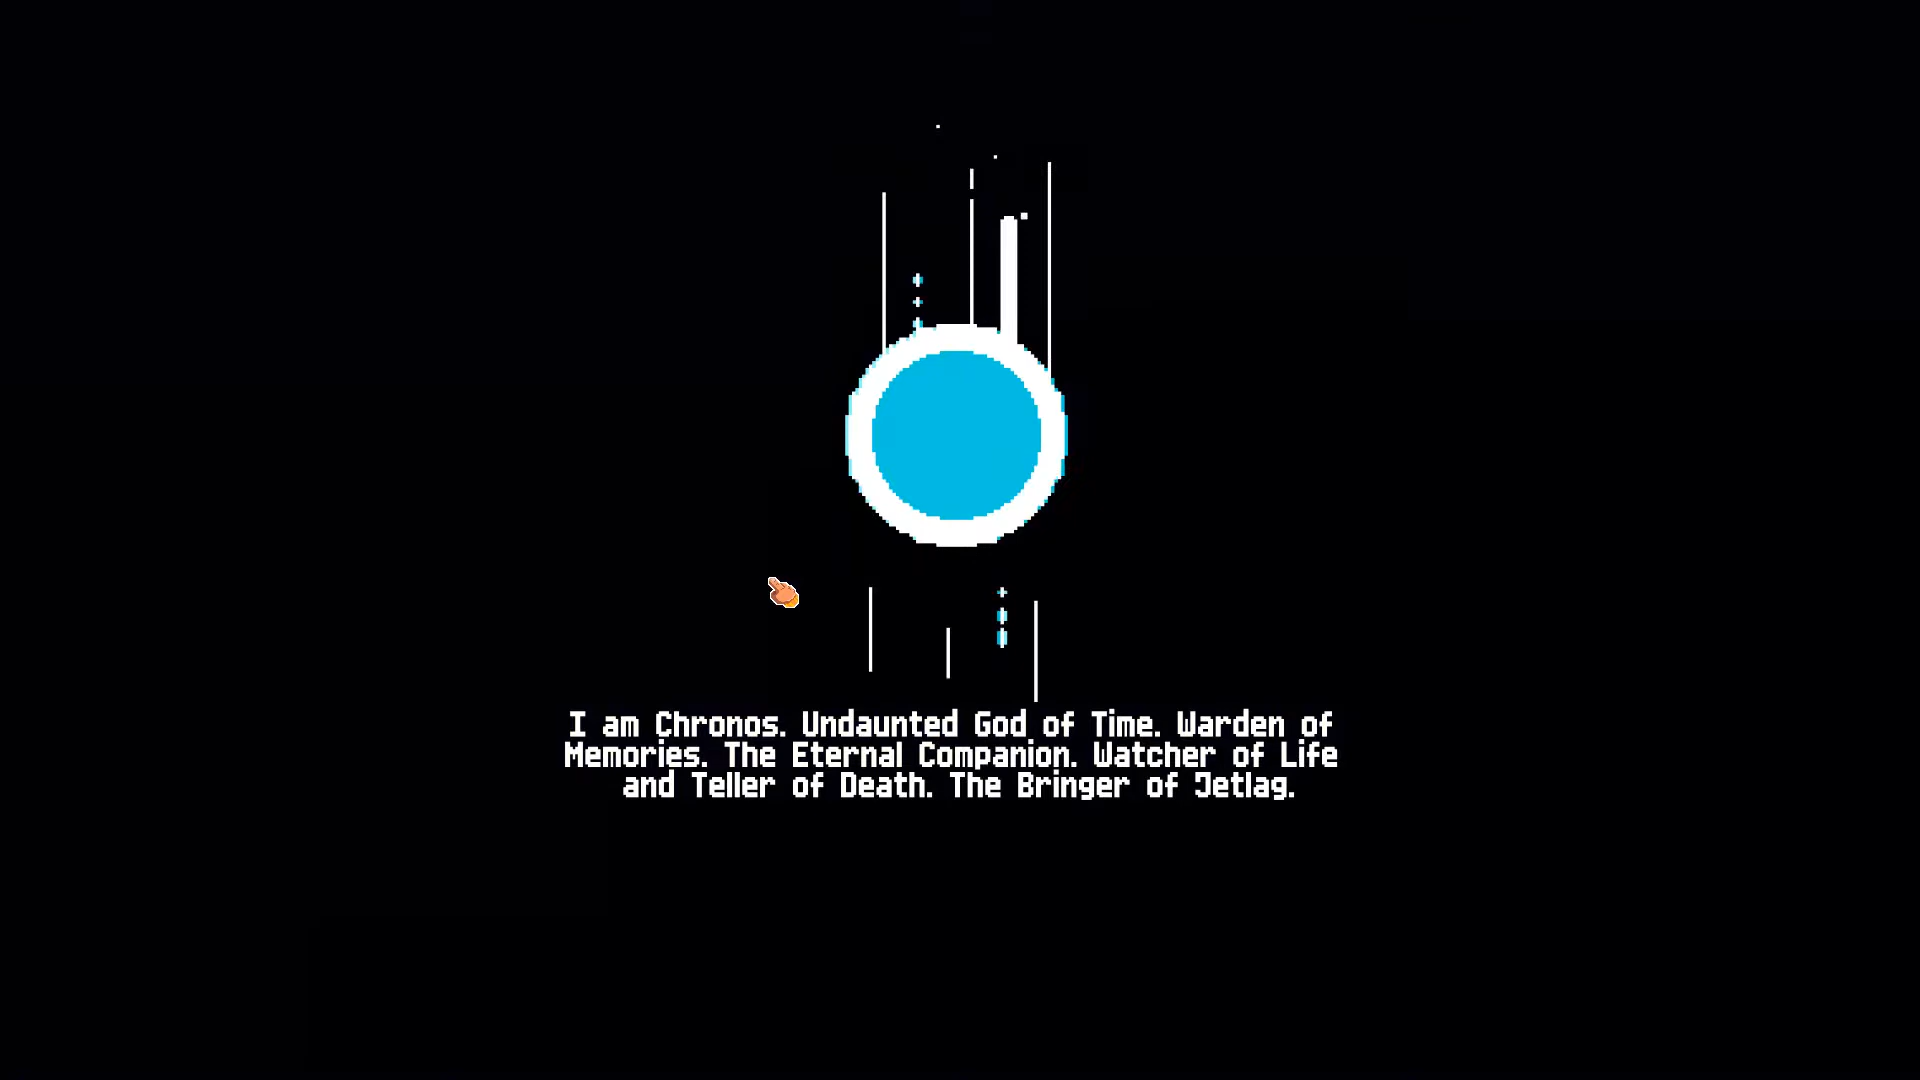 I am Chronos. Undaunted God of Time. Warden of
Memories. The Eternal Companion. Watcher of Life
and Teller of Death. The Bringer of Jetlag.